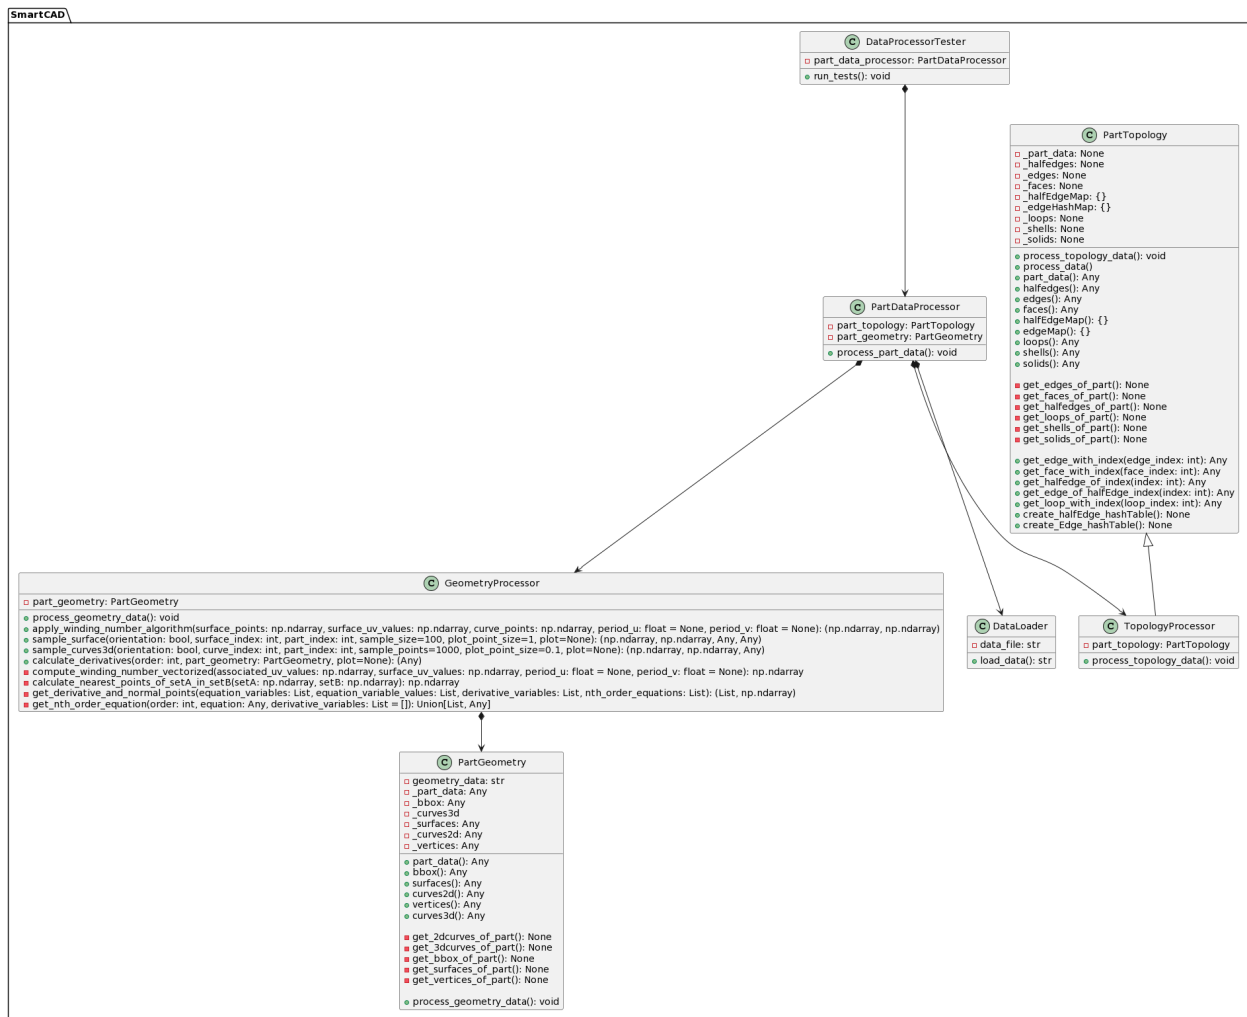 SmartCAD
C DataProcessorTester
part_data_processor: PartDataProcessor
run_tests(): void
C PartTopology
_part_data: None
_halfedges: None
_edges: None
_faces: None
_halfEdgeMap: {}
_edgeHashMap: {}
_loops: None
_shells: None
_solids: None
process_topology_data(): void
process_data()
part_data(): Any
halfedges(): Any
edges(): Any
faces(): Any
halfEdgeMap(): {}
edgeMap(): {}
loops(): Any
shells(): Any
solids(): Any
get_edges_of_part(): None
get_faces_of_part(): None
get_halfedges_of_part(): None
get_loops_of_part(): None
get_shells_of_part(): None
get_solids_of_part(): None
get_edge_with_index(edge_index: int): Any
get_face_with_index(face_index: int): Any
get_halfedge_of_index(index: int): Any
get_edge_of_halfEdge_index(index: int): Any
get_loop_with_index(loop_index: int): Any
create_halfEdge_hashTable(): None
create_Edge_hashTable(): None
C PartDataProcessor
part_topology: PartTopology
part_geometry: PartGeometry
process_part_data(): void
C GeometryProcessor
part_geometry: PartGeometry
process_geometry_data(): void
apply_winding_number_algorithm(surface_points: np.ndarray, surface_uv_values: np.ndarray, curve_points: np.ndarray, period_u: float = None, period_v: float = None): (np.ndarray, np.ndarray)
sample_surface(orientation: bool, surface_index: int, part_index: int, sample_size=100, plot_point_size=1, plot=None): (np.ndarray, np.ndarray, Any, Any)
sample_curves3d(orientation: bool, curve_index: int, part_index: int, sample_points=1000, plot_point_size=0.1, plot=None): (np.ndarray, np.ndarray, Any)
calculate_derivatives(order: int, part_geometry: PartGeometry, plot=None): (Any)
compute_winding_number_vectorized(associated_uv_values: np.ndarray, surface_uv_values: np.ndarray, period_u: float = None, period_v: float = None): np.ndarray
calculate_nearest_points_of_setA_in_setB(setA: np.ndarray, setB: np.ndarray): np.ndarray
get_derivative_and_normal_points(equation_variables: List, equation_variable_values: List, derivative_variables: List, nth_order_equations: List): (List, np.ndarray)
get_nth_order_equation(order: int, equation: Any, derivative_variables: List = []): Union[List, Any]
C DataLoader
data_file: str
load_data(): str
C TopologyProcessor
part_topology: PartTopology
process_topology_data(): void
C PartGeometry
geometry_data: str
_part_data: Any
_bbox: Any
_curves3d
_surfaces: Any
_curves2d: Any
_vertices: Any
part_data(): Any
bbox(): Any
surfaces(): Any
curves2d(): Any
vertices(): Any
curves3d(): Any
get_2dcurves_of_part(): None
get_3dcurves_of_part(): None
get_bbox_of_part(): None
get_surfaces_of_part(): None
get_vertices_of_part(): None
process_geometry_data(): void